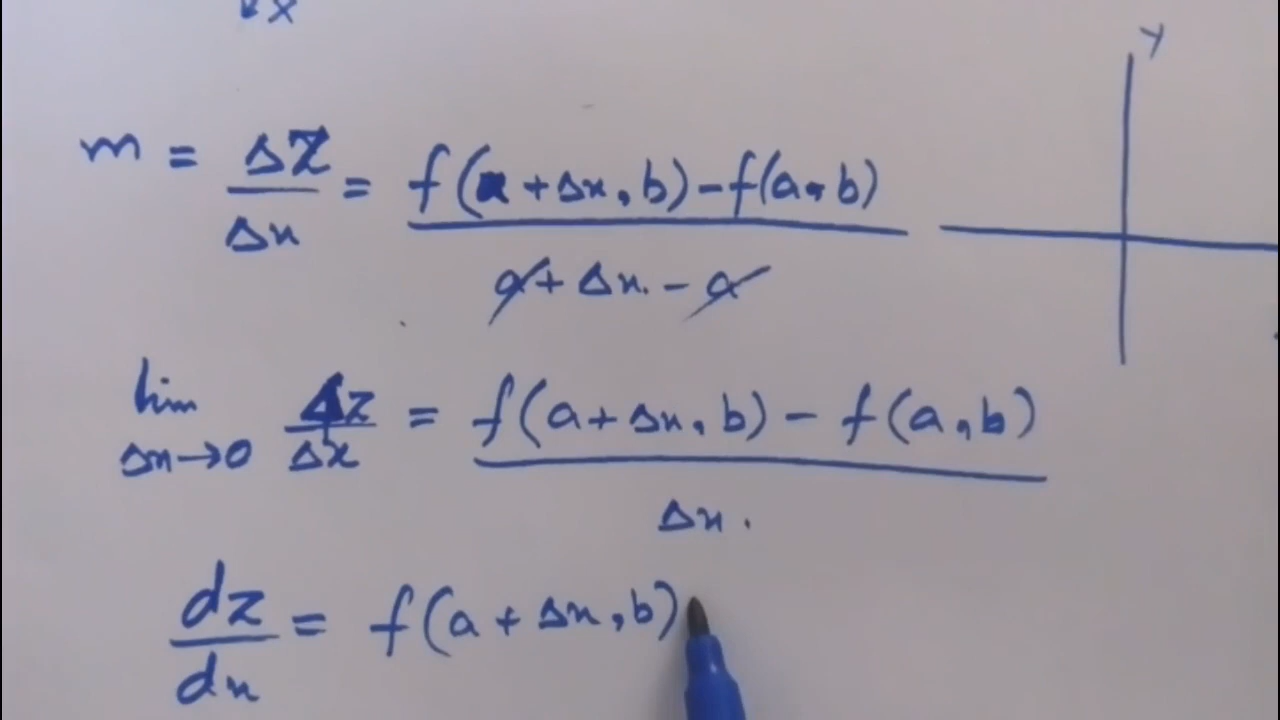 x
Y
m = ΔZ/Δx = f(a + Δx, b) - f(a, b) / a + Δx. - a
lim Δx→0 Δz/Δx = f(a + Δx, b) - f(a, b) / Δx.
dz/dx = f(a + Δx, b)